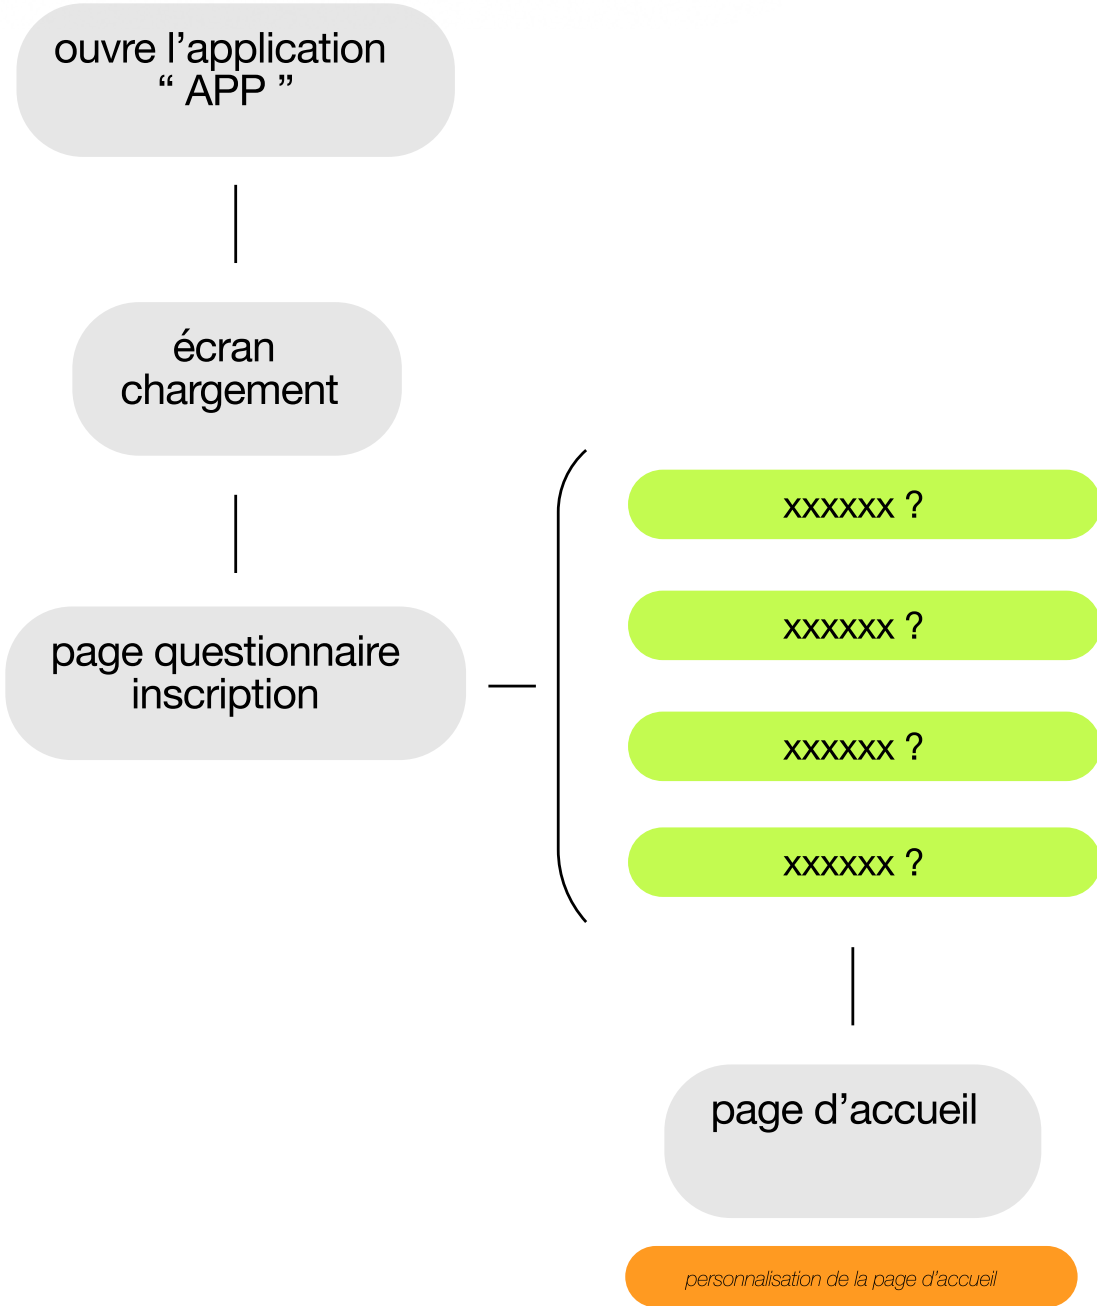 ouvre l’application
“ APP ”
écran
chargement
page questionnaire
inscription
xxxxxx ?
xxxxxx ?
xxxxxx ?
xxxxxx ?
page d’accueil
personnalisation de la page d’accueil